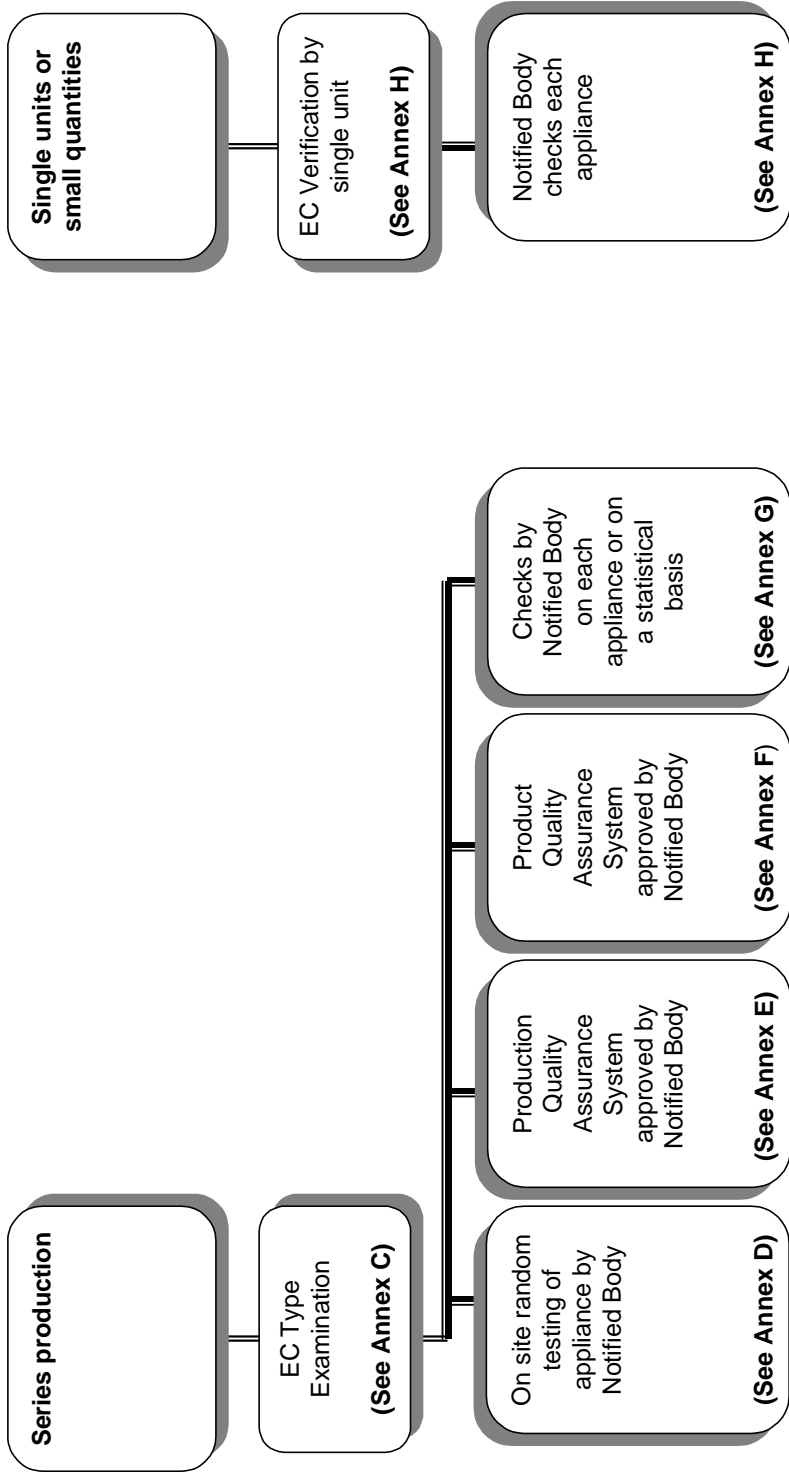 Series production
EC Type
Examination
(See Annex C)
On site random
testing of
appliance by
Notified Body
(See Annex D)
Production
Quality
Assurance
System
approved by
Notified Body
(See Annex E)
Product
Quality
Assurance
System
approved by
Notified Body
(See Annex F)
Checks by
Notified Body
on each
appliance or on
a statistical
basis
(See Annex G)
Single units or
small quantities
EC Verification by
single unit
(See Annex H)
Notified Body
checks each
appliance
(See Annex H)